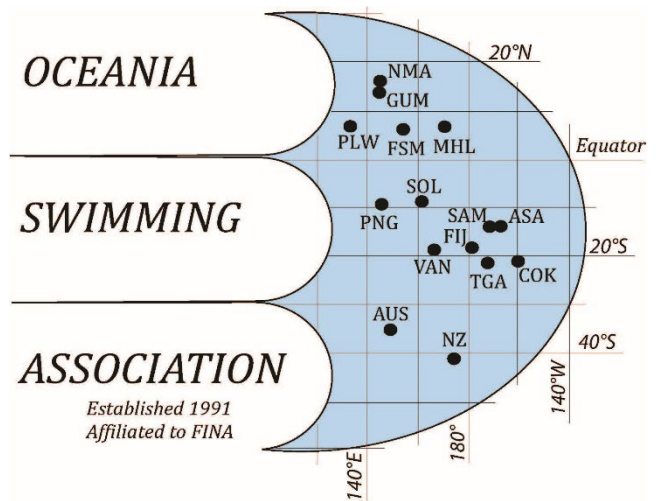 OCEANIA
SWIMMING
ASSOCIATION
Established 1991
Affiliated to FINA
20°N
NMA
GUM
PLW
FSM
MHL
Equator
SOL
PNG
SAM
ASA
FIJ
VAN
TGA
COK
20°S
AUS
NZ
40°S
140°E
180°
140°W